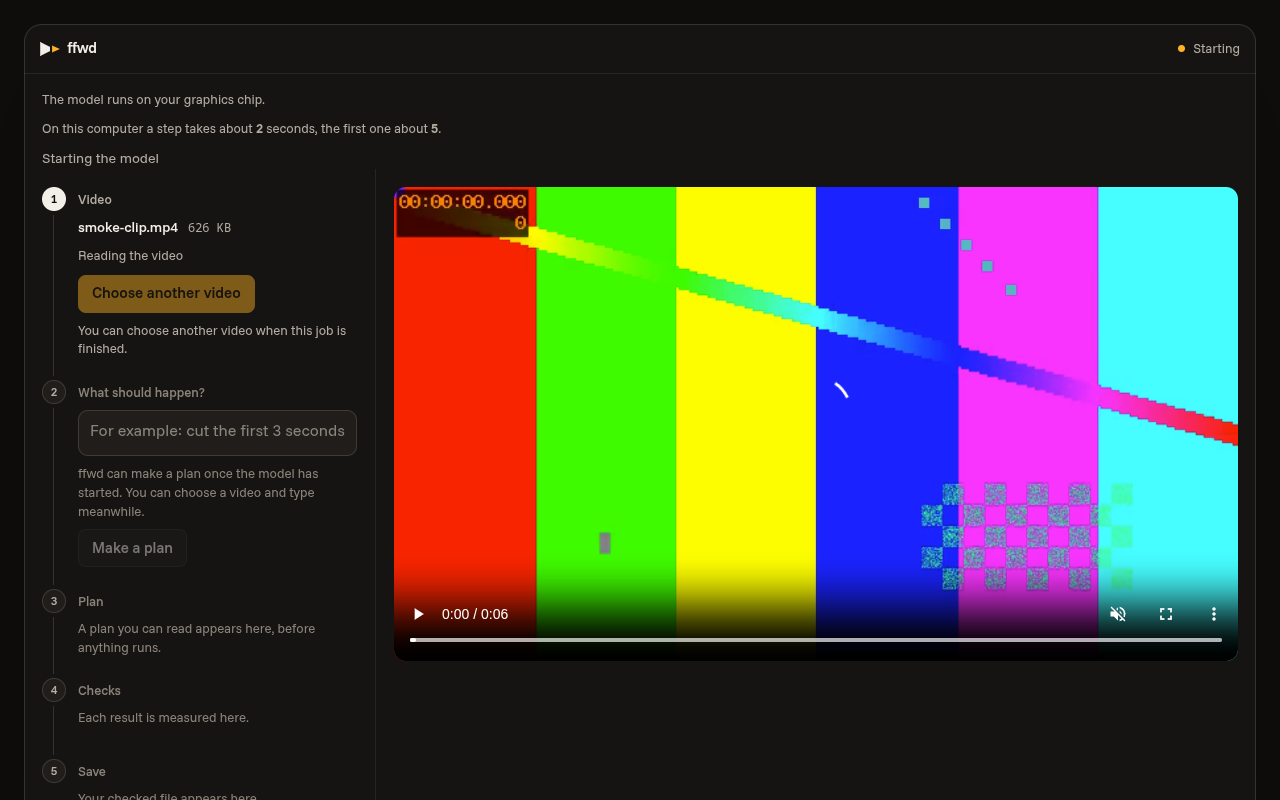 ffwd
Starting
The model runs on your graphics chip.
On this computer a step takes about 2 seconds, the first one about 5.
Starting the model
1
Video
smoke-clip.mp4 626 KB
Reading the video
Choose another video
You can choose another video when this job is
finished.
2
What should happen?
For example: cut the first 3 seconds
ffwd can make a plan once the model has
started. You can choose a video and type
meanwhile.
Make a plan
3
Plan
A plan you can read appears here, before
anything runs.
4
Checks
Each result is measured here.
5
Save
Your checked file appears here.
00:00:00.000
0
0:00 / 0:06